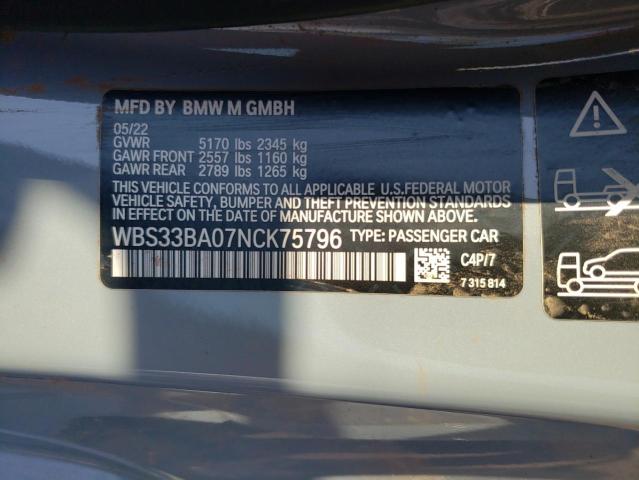 MFD BY BMW M GMBH
05/22
GVWR 5170 lbs 2345 kg
GAWR FRONT 2557 lbs 1160 kg
GAWR REAR 2789 lbs 1265 kg
THIS VEHICLE CONFORMS TO ALL APPLICABLE U.S.FEDERAL MOTOR
VEHICLE SAFETY, BUMPER AND THEFT PREVENTION STANDARDS
IN EFFECT ON THE DATE OF MANUFACTURE SHOWN ABOVE.
WBS33BA07NCK75796 TYPE: PASSENGER CAR
C4P/7
7 315 814